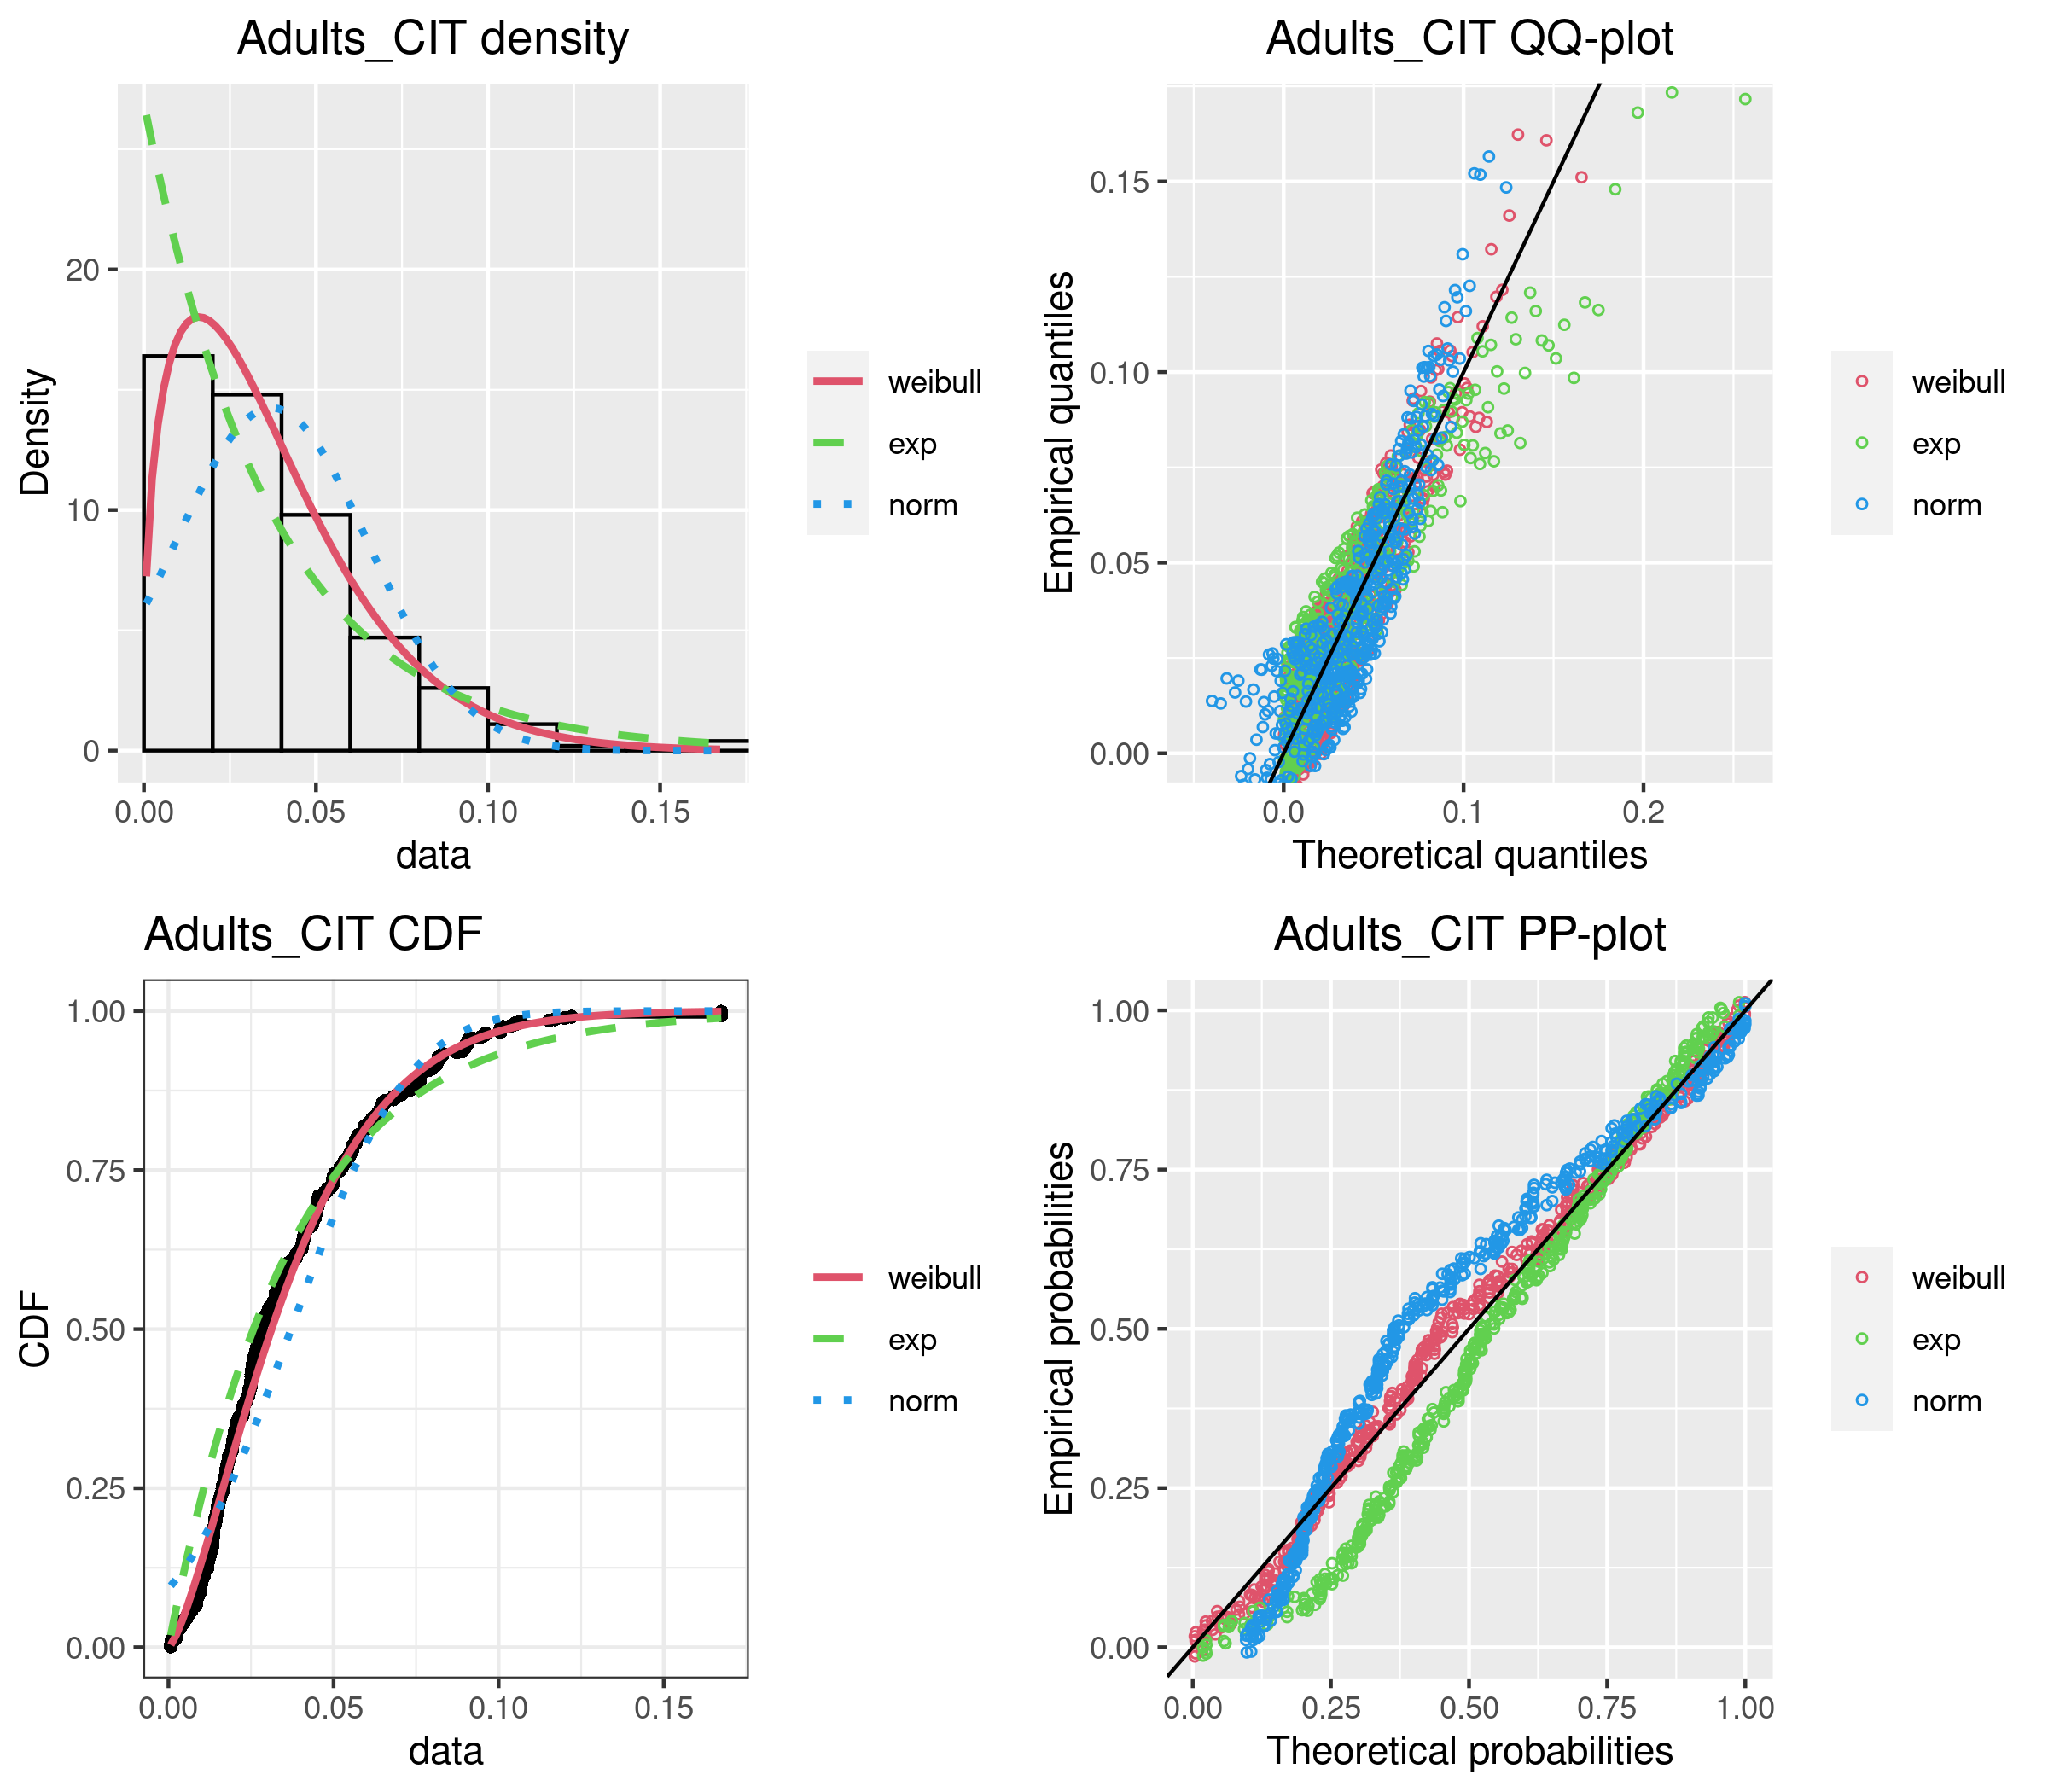 Adults_CIT density
Density
20
10
0
0.00 0.05 0.10 0.15
data
weibull
exp
norm
Adults_CIT QQ-plot
Empirical quantiles
0.15
0.10
0.05
0.00
0.0 0.1 0.2
Theoretical quantiles
weibull
exp
norm
Adults_CIT CDF
CDF
1.00
0.75
0.50
0.25
0.00
0.00 0.05 0.10 0.15
data
weibull
exp
norm
Adults_CIT PP-plot
Empirical probabilities
1.00
0.75
0.50
0.25
0.00
0.00 0.25 0.50 0.75 1.00
Theoretical probabilities
weibull
exp
norm